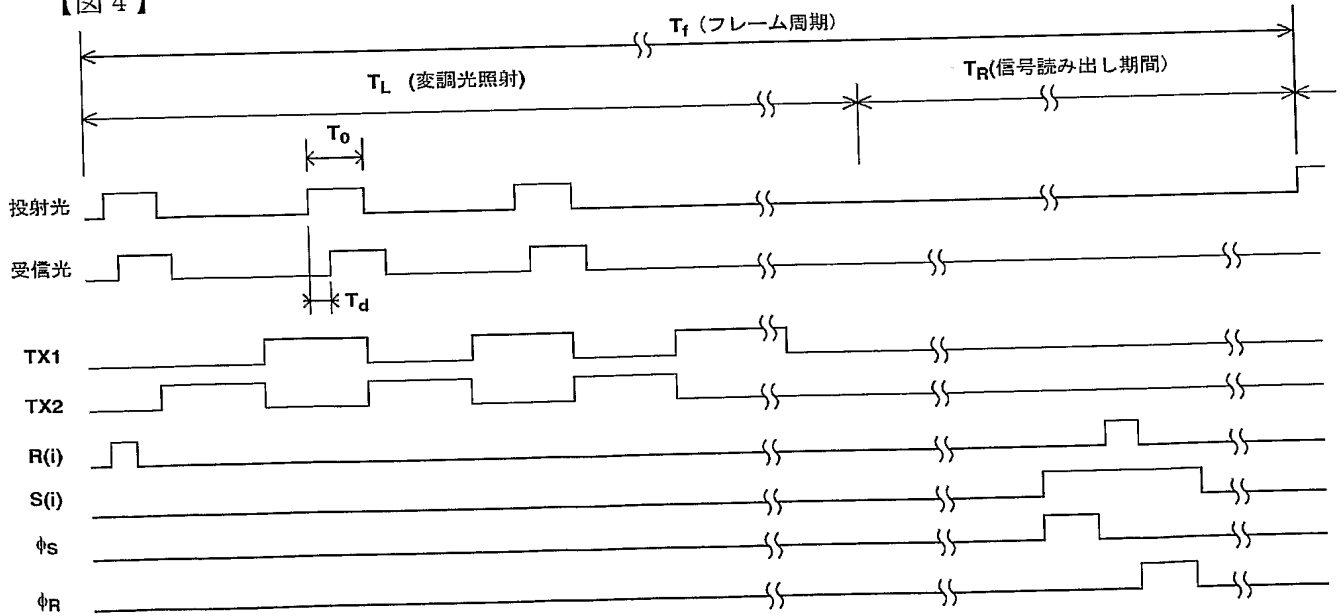 【図４】
Tf (フレーム周期)
TL (変調光照射)
TR(信号読み出し期間)
T0
投射光
受信光
Td
TX1
TX2
R(i)
S(i)
ϕS
ϕR